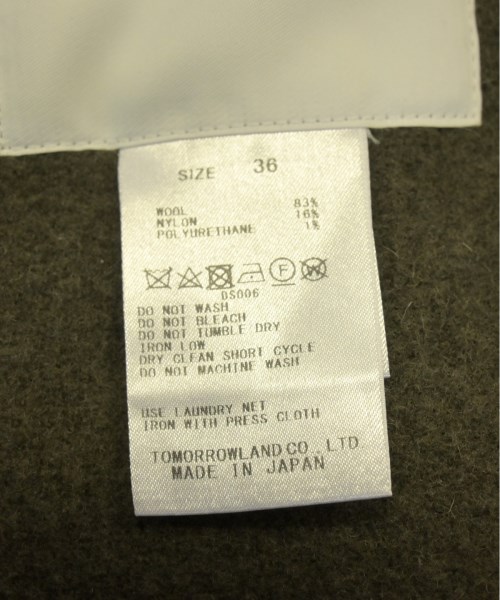 SIZE 36
WOOL 83%
NYLON 16%
POLYURETHANE 1%
F W
DS006
DO NOT WASH
DO NOT BLEACH
DO NOT TUMBLE DRY
IRON LOW
DRY CLEAN SHORT CYCLE
DO NOT MACHINE WASH
USE LAUNDRY NET
IRON WITH PRESS CLOTH
TOMORROWLAND CO., LTD
MADE IN JAPAN